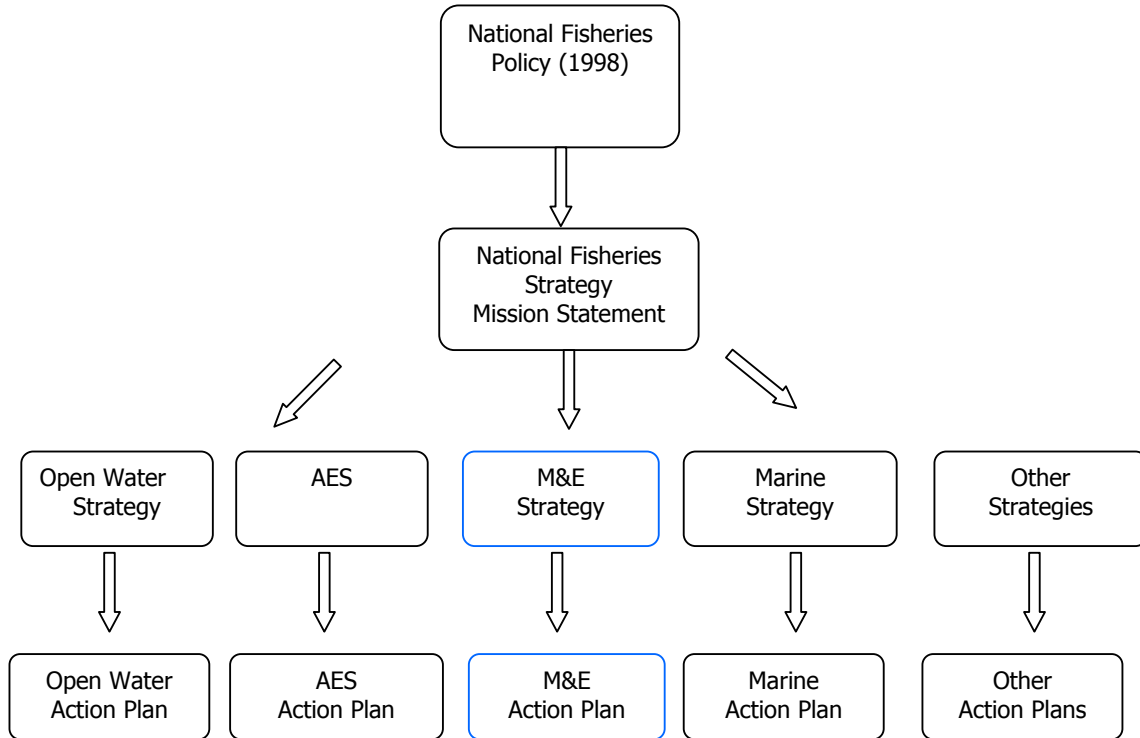 National Fisheries
Policy (1998)
National Fisheries
Strategy
Mission Statement
Open Water
Strategy
AES
M&E
Strategy
Marine
Strategy
Other
Strategies
Open Water
Action Plan
AES
Action Plan
M&E
Action Plan
Marine
Action Plan
Other
Action Plans